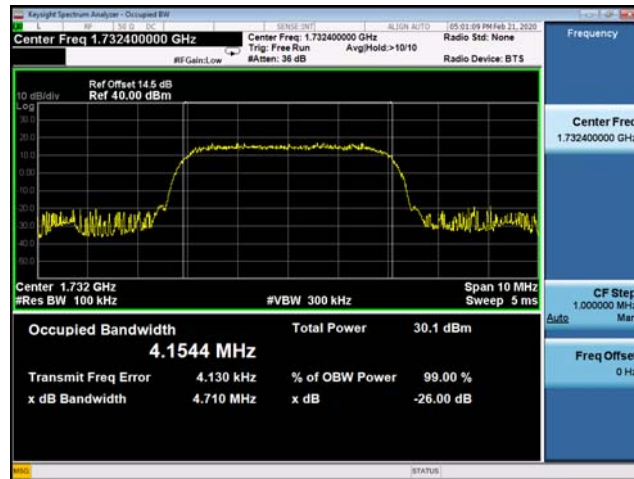 Keysight Spectrum Analyzer - Occupied BW
L RF 50 Ω DC SENSE:INT ALIGN AUTO 05:01:09 PM Feb 21, 2020
Center Freq 1.732400000 GHz
Center Freq: 1.732400000 GHz
Radio Std: None
Trig: Free Run Avg|Hold:>10/10
#IFGain:Low
#Atten: 36 dB
Radio Device: BTS
Ref Offset 14.5 dB
10 dB/div Ref 40.00 dBm
Log
30.0
20.0
10.0
0.00
-10.0
-20.0
-30.0
-40.0
-50.0
Center 1.732 GHz
Span 10 MHz
#Res BW 100 kHz
#VBW 300 kHz
Sweep 5 ms
Occupied Bandwidth
Total Power 30.1 dBm
4.1544 MHz
Transmit Freq Error 4.130 kHz
% of OBW Power 99.00 %
x dB Bandwidth 4.710 MHz
x dB -26.00 dB
MSG
STATUS
Frequency
Center Freq
1.732400000 GHz
CF Step
1.000000 MHz
Auto Man
Freq Offset
0 Hz